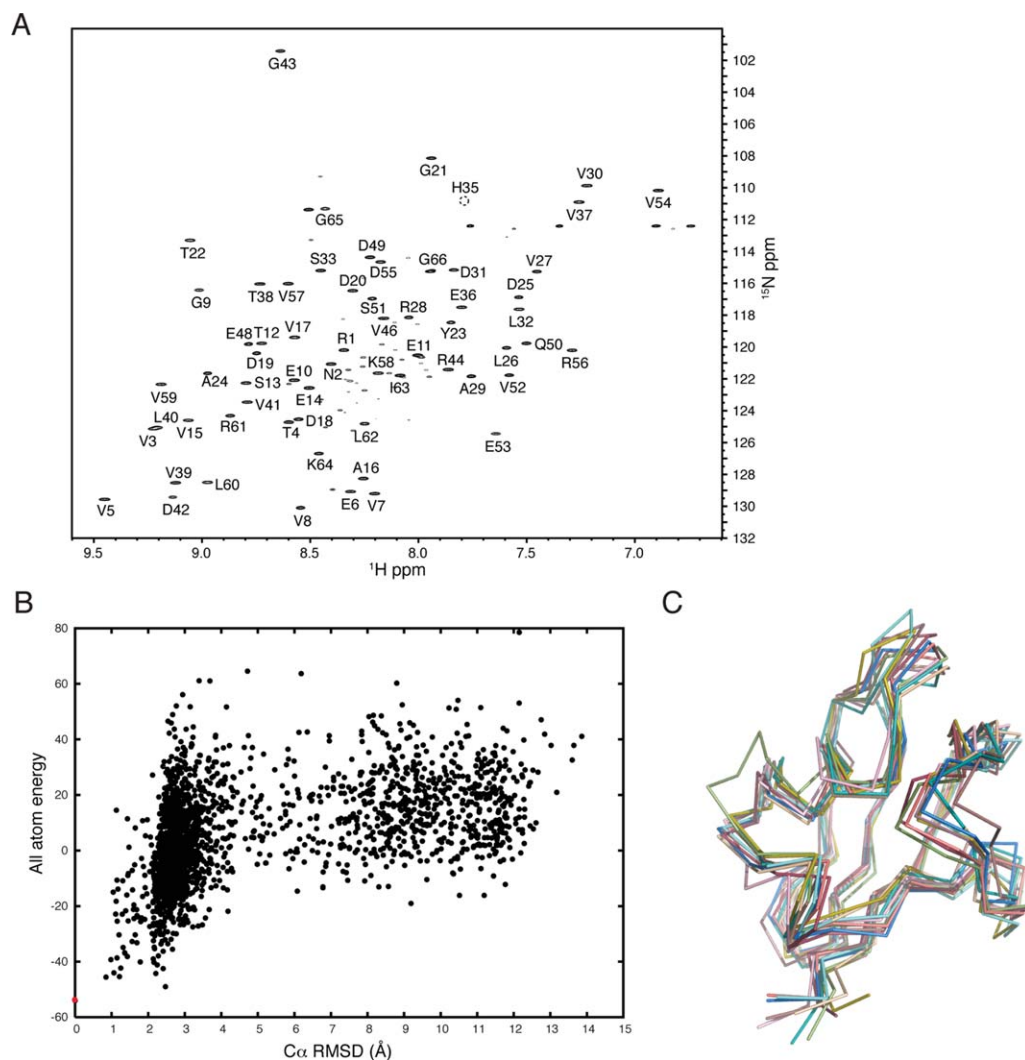 A
G43
G21
H35
V30
V37
V54
G65
T22
S33
D49
D55
G66
D31
V27
G9
T38
V57
D20
S51
R28
E36
D25
L32
E48
T12
V17
R1
V46
Y23
Q50
D19
N2
E11
R44
L26
R56
A24
S13
E10
K58
I63
A29
V52
V59
V41
E14
L40
V3
V15
R61
T4
D18
L62
E53
K64
V39
L60
A16
V5
D42
V8
E6
V7
9.5 9.0 8.5 8.0 7.5 7.0
¹H ppm
102
104
106
108
110
112
114
116
118
120
122
124
126
128
130
132
¹⁵N ppm
B
80
60
40
20
0
-20
-40
-60
All atom energy
0 1 2 3 4 5 6 7 8 9 10 11 12 13 14 15
Cα RMSD (Å)
C